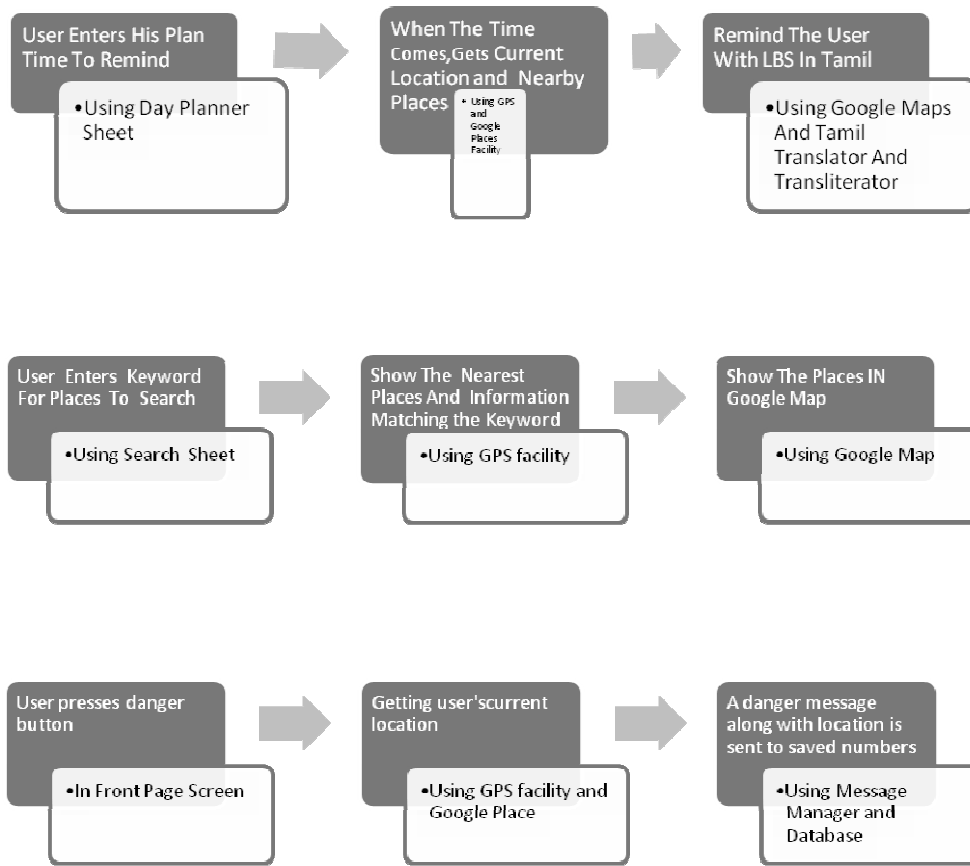 User Enters His Plan
Time To Remind
•Using Day Planner
Sheet
When The Time
Comes,Gets Current
Location and Nearby
Places
• Using GPS
and
Google
Places
Facility
Remind The User
With LBS In Tamil
•Using Google Maps
And Tamil
Translator And
Transliterator
User Enters Keyword
For Places To Search
•Using Search Sheet
Show The Nearest
Places And Information
Matching the Keyword
•Using GPS facility
Show The Places IN
Google Map
•Using Google Map
User presses danger
button
•In Front Page Screen
Getting user'scurrent
location
•Using GPS facility and
Google Place
A danger message
along with location is
sent to saved numbers
•Using Message
Manager and
Database